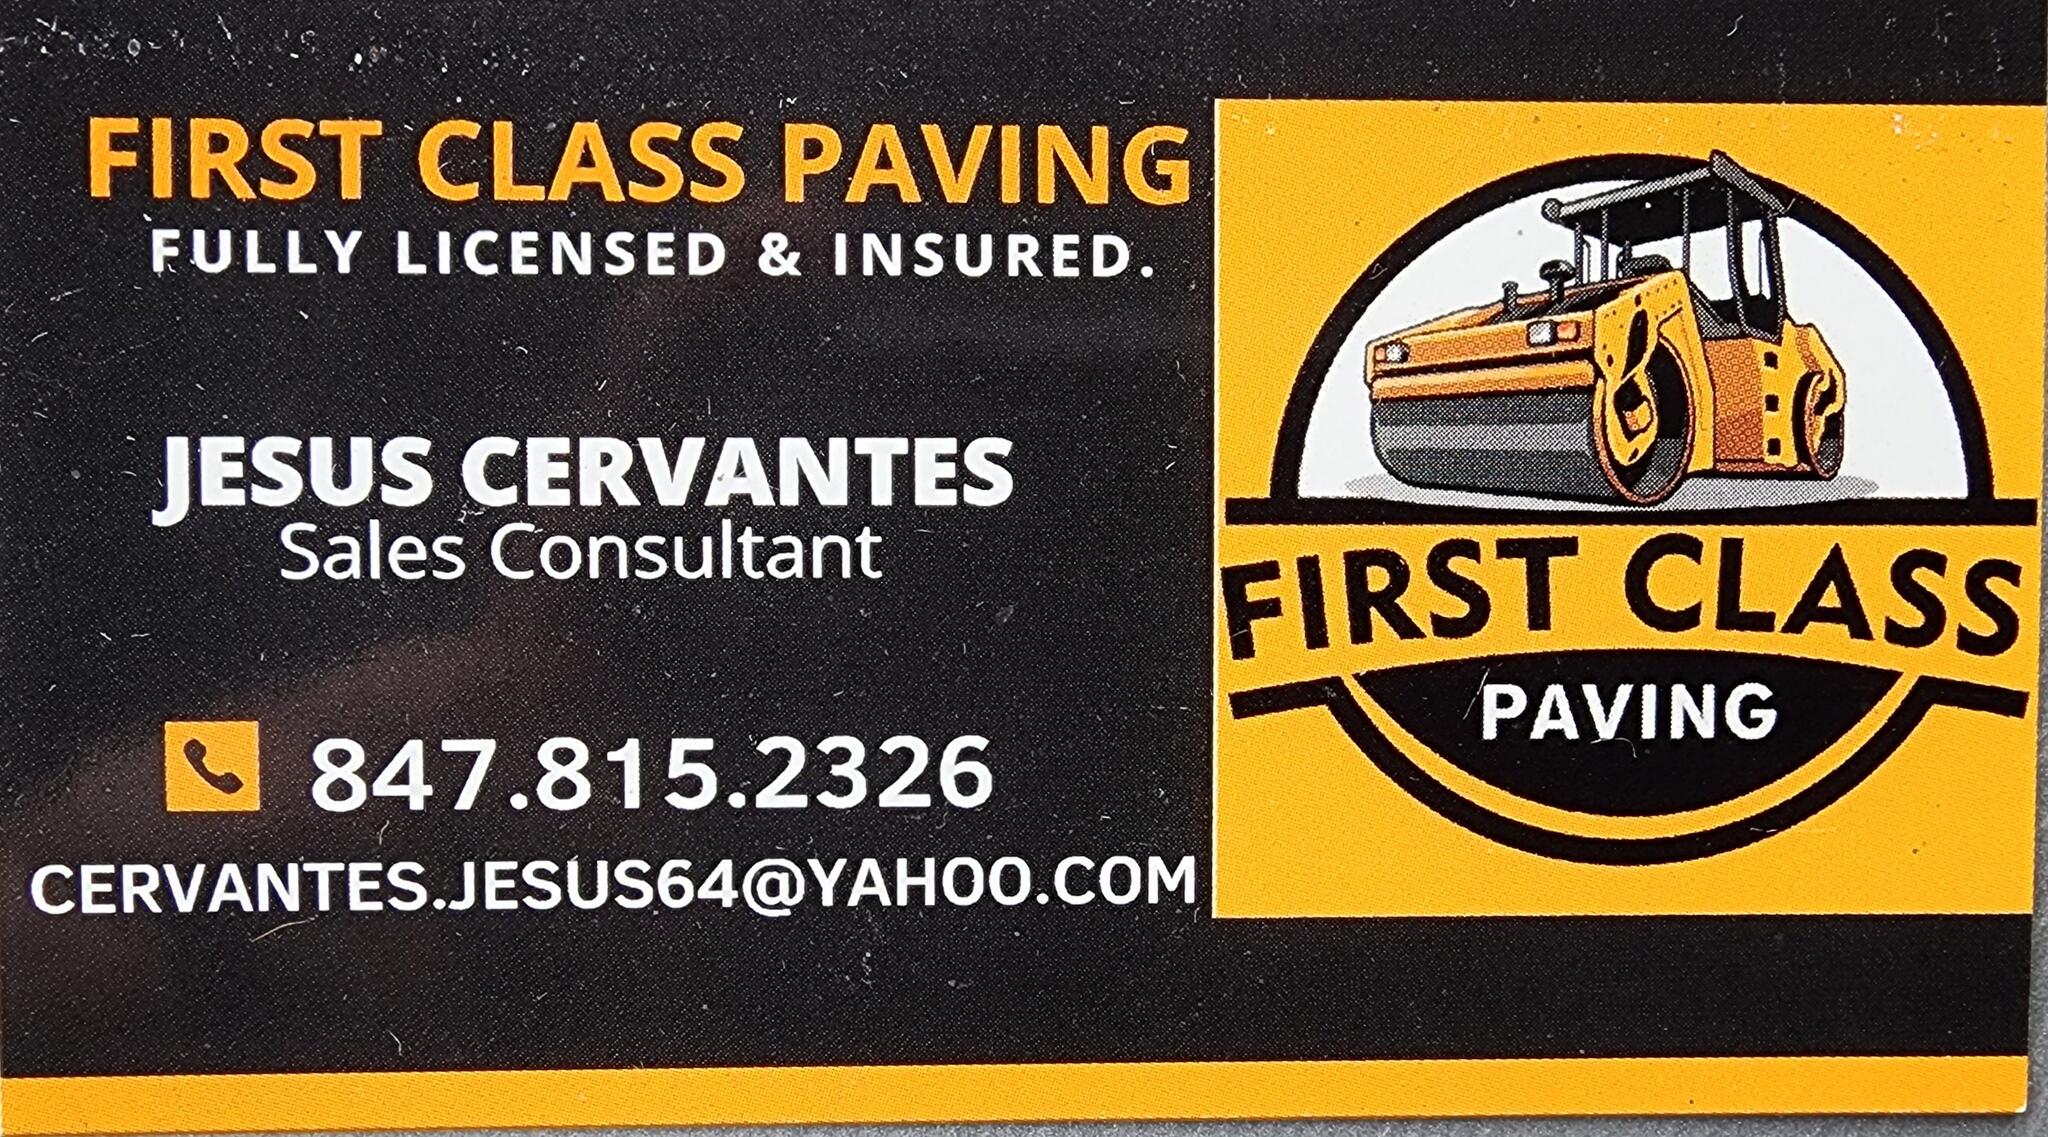 FIRST CLASS PAVING
FULLY LICENSED & INSURED.
JESUS CERVANTES
Sales Consultant
847.815.2326
CERVANTES.JESUS64@YAHOO.COM
FIRST CLASS
PAVING